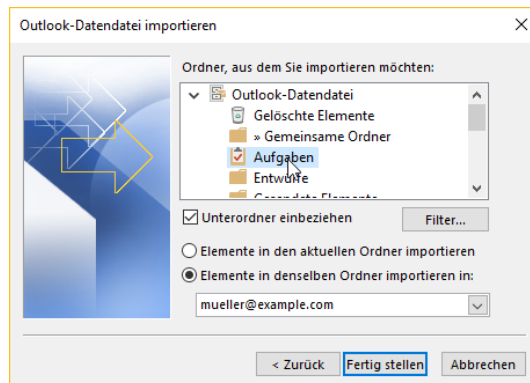 Outlook-Datendatei importieren
Ordner, aus dem Sie importieren möchten:
Outlook-Datendatei
Gelöschte Elemente
» Gemeinsame Ordner
Aufgaben
Entwürfe
Gesendete Elemente
Unterordner einbeziehen
Filter...
Elemente in den aktuellen Ordner importieren
Elemente in denselben Ordner importieren in:
mueller@example.com
< Zurück Fertig stellen Abbrechen